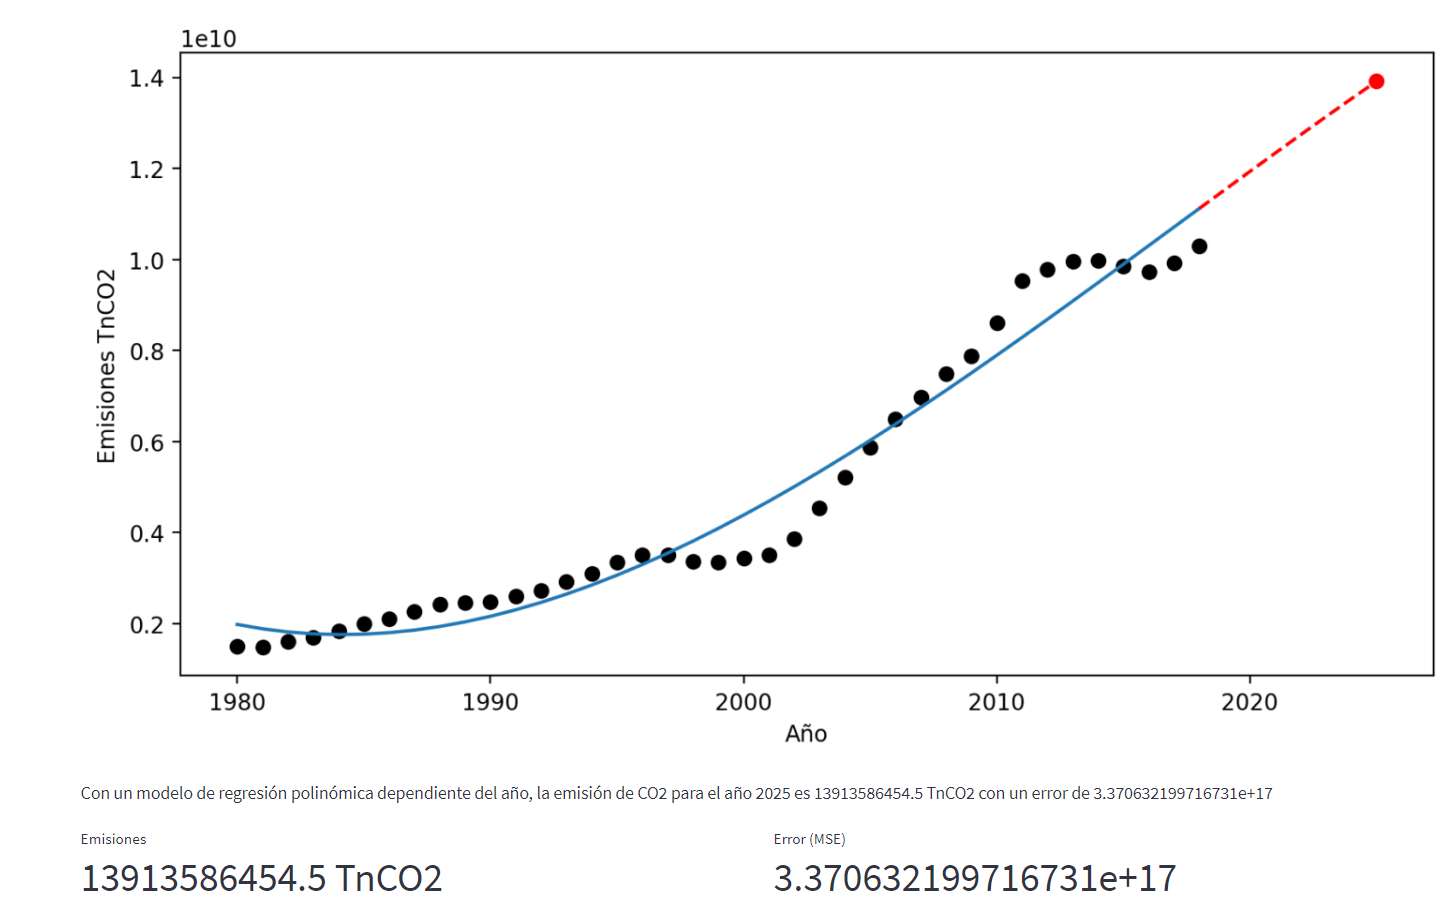 1e10
1.4
1.2
1.0
0.8
0.6
0.4
0.2
Emisiones TnCO2
1980 1990 2000 2010 2020
Año
Con un modelo de regresión polinómica dependiente del año, la emisión de CO2 para el año 2025 es 13913586454.5 TnCO2 con un error de 3.370632199716731e+17
Emisiones Error (MSE)
13913586454.5 TnCO2 3.370632199716731e+17